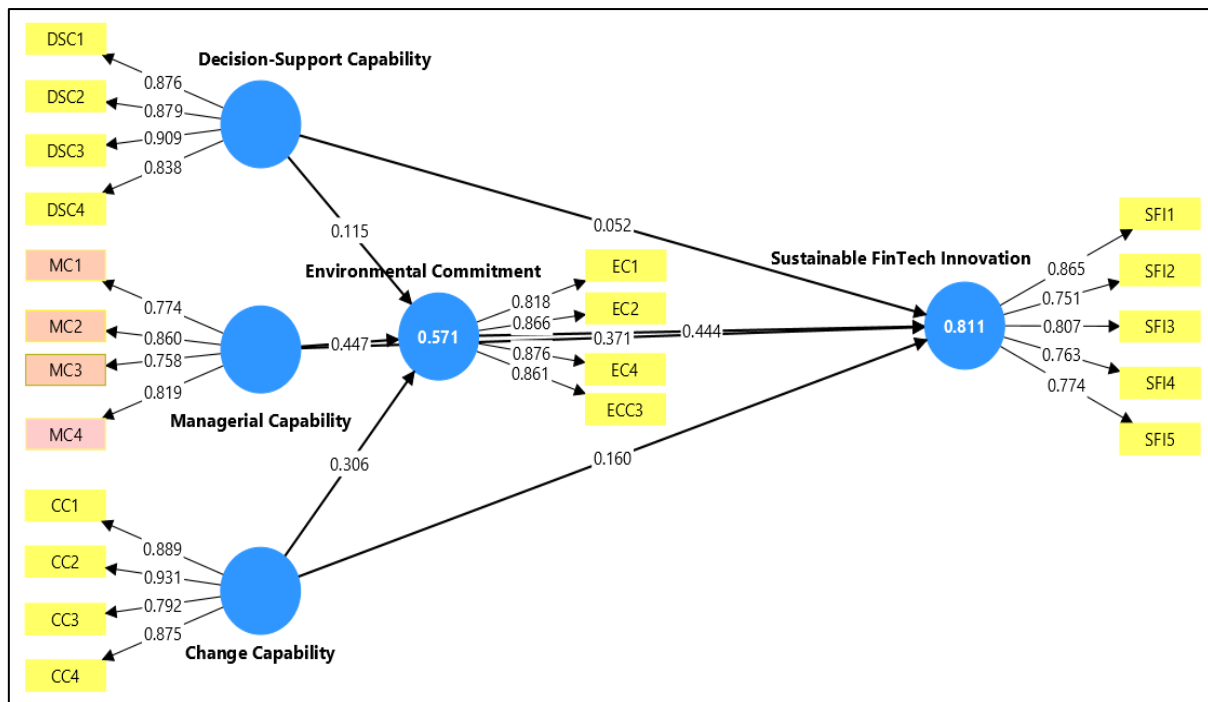 DSC1
DSC2
DSC3
DSC4
0.876
0.879
0.909
0.838
Decision-Support Capability
0.115
0.052
MC1
MC2
MC3
MC4
0.774
0.860
0.758
0.819
Managerial Capability
0.447
Environmental Commitment
0.571
0.818
0.866
0.876
0.861
EC1
EC2
EC4
ECC3
0.371
0.444
Sustainable FinTech Innovation
0.811
0.865
0.751
0.807
0.763
0.774
SFI1
SFI2
SFI3
SFI4
SFI5
0.306
0.160
CC1
CC2
CC3
CC4
0.889
0.931
0.792
0.875
Change Capability